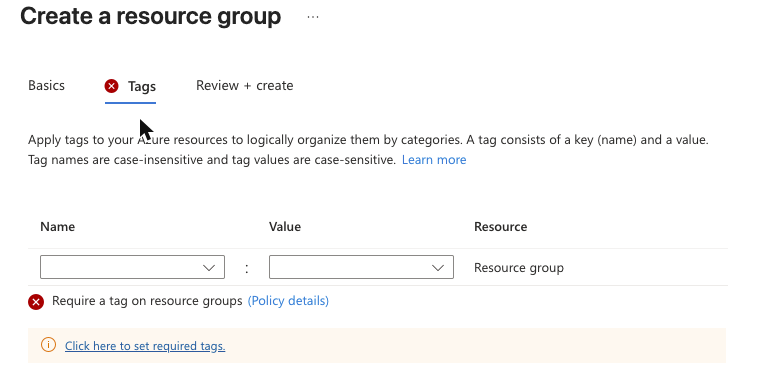 Create a resource group ...
Basics Tags Review + create
Apply tags to your Azure resources to logically organize them by categories. A tag consists of a key (name) and a value.
Tag names are case-insensitive and tag values are case-sensitive. Learn more
Name Value Resource
: Resource group
Require a tag on resource groups (Policy details)
Click here to set required tags.